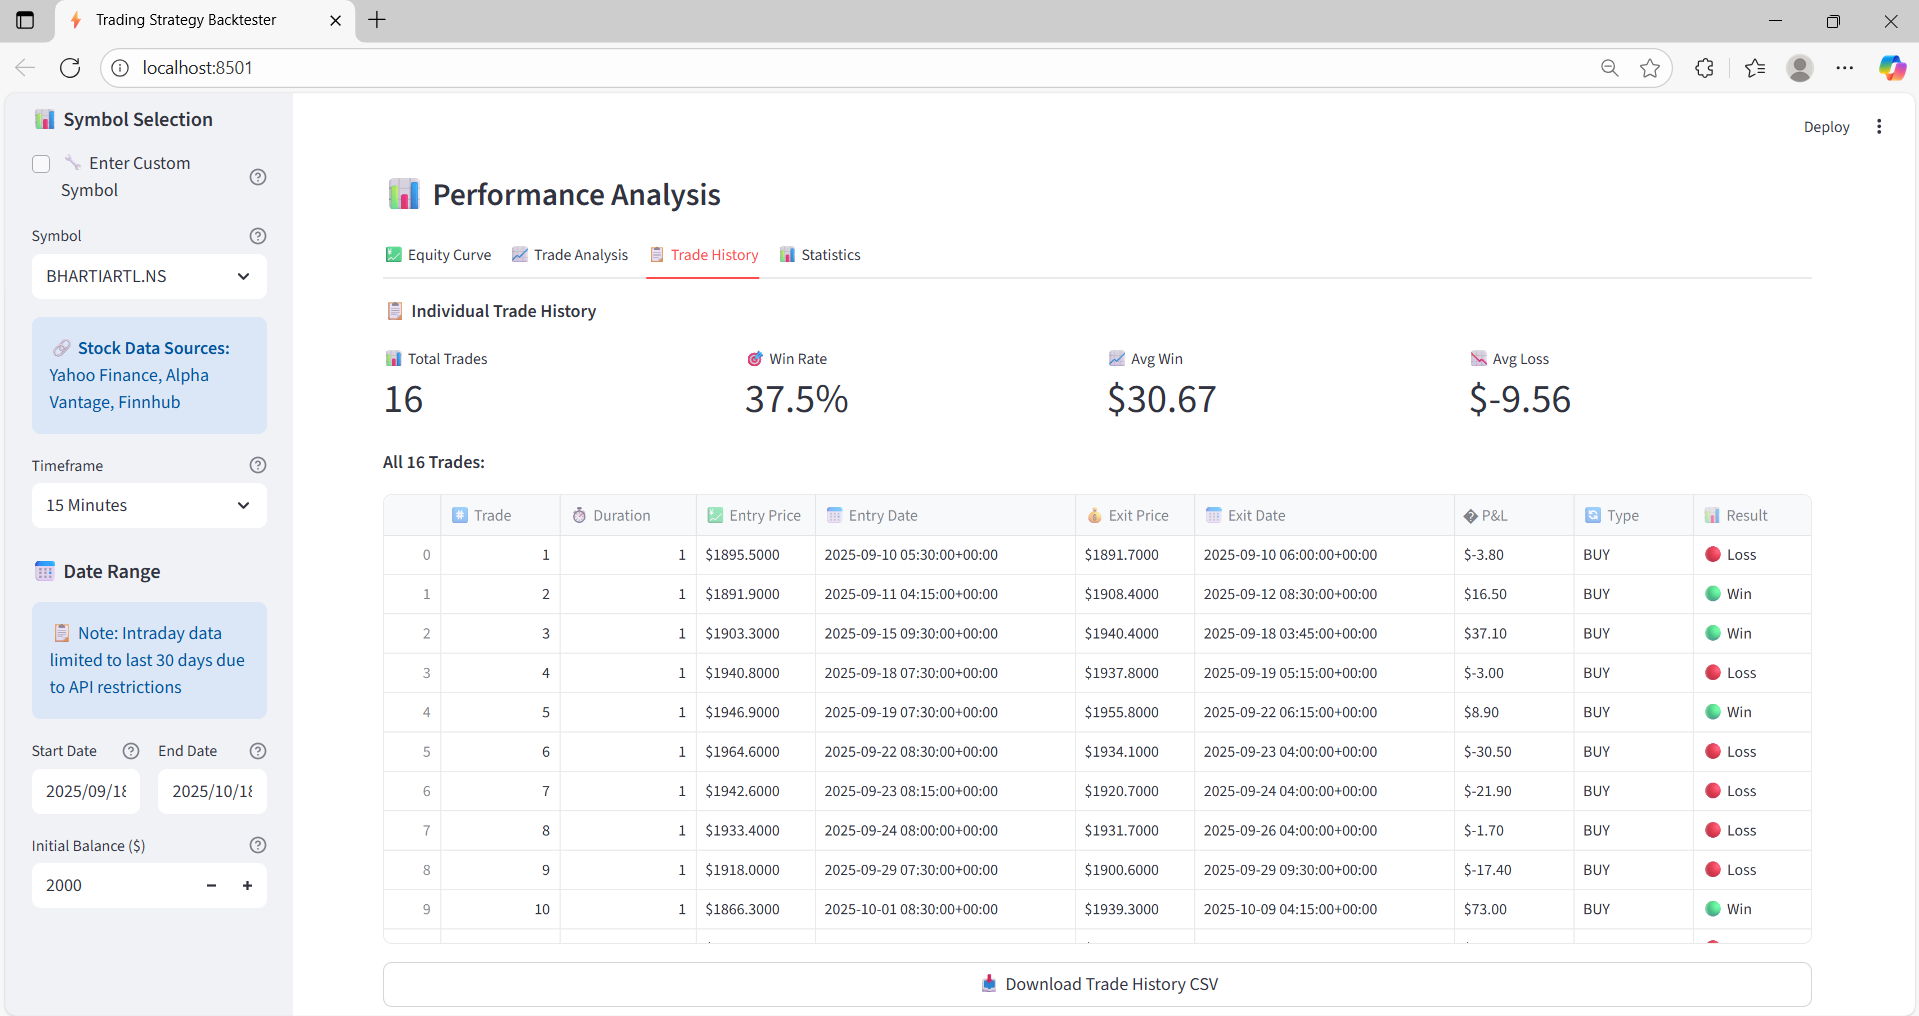 Trading Strategy Backtester
localhost:8501
Symbol Selection
Enter Custom
Symbol
Symbol
BHARTIARTL.NS
Stock Data Sources:
Yahoo Finance, Alpha
Vantage, Finnhub
Timeframe
15 Minutes
Date Range
Note: Intraday data
limited to last 30 days due
to API restrictions
Start Date End Date
2025/09/18 2025/10/18
Initial Balance ($)
2000
Deploy
Performance Analysis
Equity Curve Trade Analysis Trade History Statistics
Individual Trade History
Total Trades Win Rate Avg Win Avg Loss
16 37.5% $30.67 $-9.56
All 16 Trades:
# Trade Duration Entry Price Entry Date Exit Price Exit Date � P&L Type Result
0 1 1 $1895.5000 2025-09-10 05:30:00+00:00 $1891.7000 2025-09-10 06:00:00+00:00 $-3.80 BUY Loss
1 2 1 $1891.9000 2025-09-11 04:15:00+00:00 $1908.4000 2025-09-12 08:30:00+00:00 $16.50 BUY Win
2 3 1 $1903.3000 2025-09-15 09:30:00+00:00 $1940.4000 2025-09-18 03:45:00+00:00 $37.10 BUY Win
3 4 1 $1940.8000 2025-09-18 07:30:00+00:00 $1937.8000 2025-09-19 05:15:00+00:00 $-3.00 BUY Loss
4 5 1 $1946.9000 2025-09-19 07:30:00+00:00 $1955.8000 2025-09-22 06:15:00+00:00 $8.90 BUY Win
5 6 1 $1964.6000 2025-09-22 08:30:00+00:00 $1934.1000 2025-09-23 04:00:00+00:00 $-30.50 BUY Loss
6 7 1 $1942.6000 2025-09-23 08:15:00+00:00 $1920.7000 2025-09-24 04:00:00+00:00 $-21.90 BUY Loss
7 8 1 $1933.4000 2025-09-24 08:00:00+00:00 $1931.7000 2025-09-26 04:00:00+00:00 $-1.70 BUY Loss
8 9 1 $1918.0000 2025-09-29 07:30:00+00:00 $1900.6000 2025-09-29 09:30:00+00:00 $-17.40 BUY Loss
9 10 1 $1866.3000 2025-10-01 08:30:00+00:00 $1939.3000 2025-10-09 04:15:00+00:00 $73.00 BUY Win
Download Trade History CSV